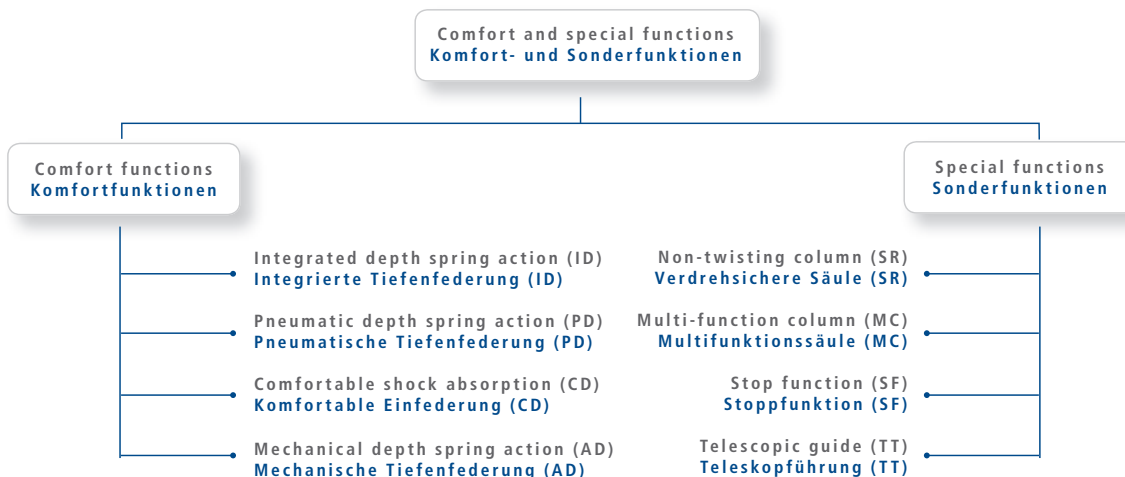 Comfort and special functions
Komfort- und Sonderfunktionen
Comfort functions
Komfortfunktionen
Special functions
Sonderfunktionen
Integrated depth spring action (ID)
Integrierte Tiefenfederung (ID)
Pneumatic depth spring action (PD)
Pneumatische Tiefenfederung (PD)
Comfortable shock absorption (CD)
Komfortable Einfederung (CD)
Mechanical depth spring action (AD)
Mechanische Tiefenfederung (AD)
Non-twisting column (SR)
Verdrehsichere Säule (SR)
Multi-function column (MC)
Multifunktionssäule (MC)
Stop function (SF)
Stoppfunktion (SF)
Telescopic guide (TT)
Teleskopführung (TT)